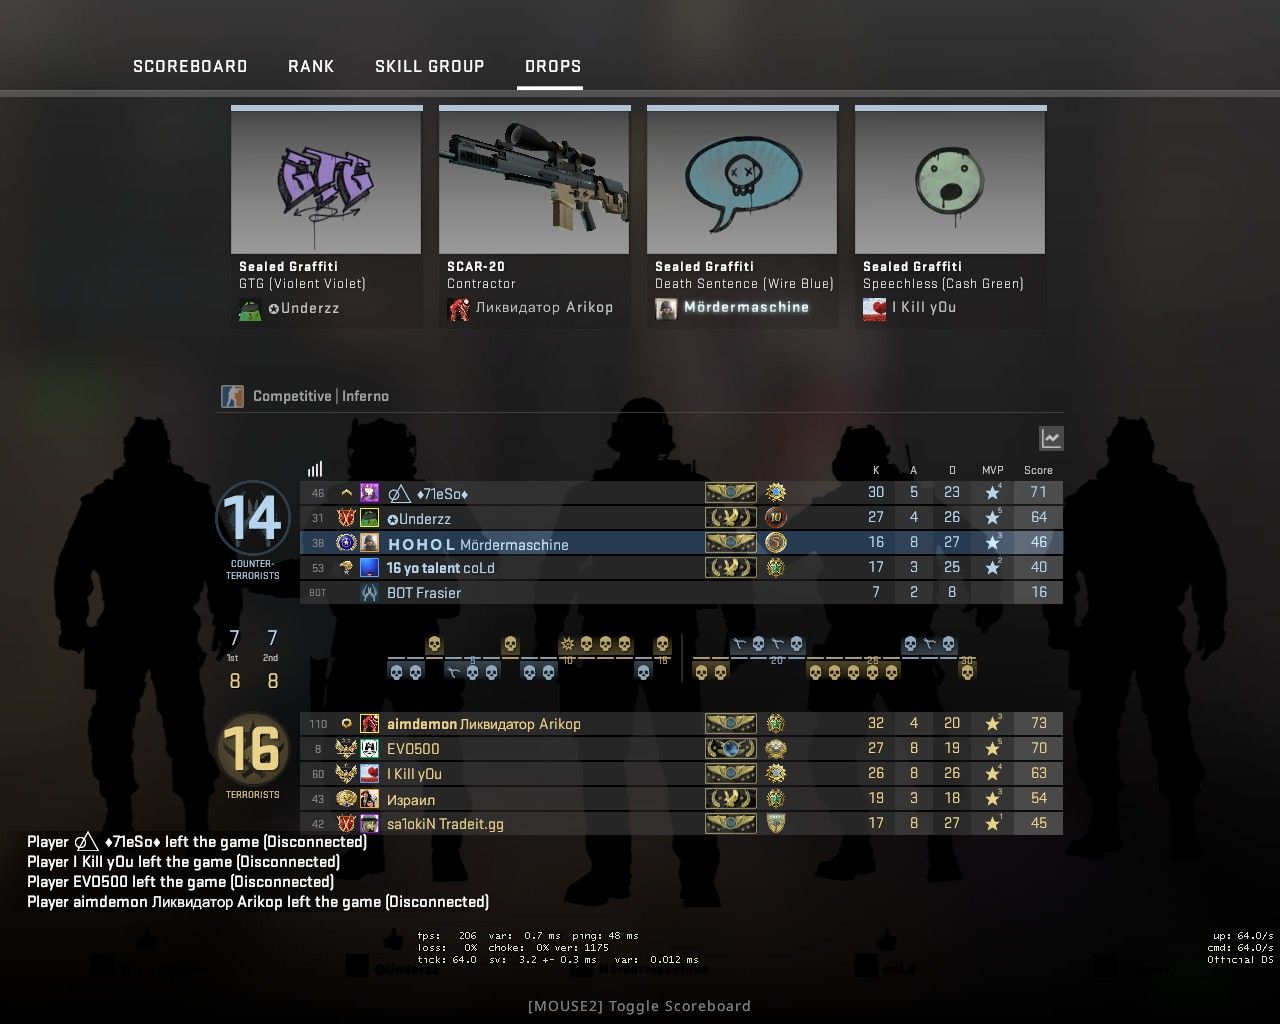 SCOREBOARD RANK SKILL GROUP DROPS
Sealed Graffiti
GTG (Violent Violet)
✪Underzz
SCAR-20
Contractor
Ликвидатор Arikop
Sealed Graffiti
Death Sentence (Wire Blue)
Mördermaschine
Sealed Graffiti
Speechless (Cash Green)
I Kill yOu
Competitive | Inferno
K A D MVP Score
14
COUNTER-
TERRORISTS
46 ♦71eSo♦ 30 5 23 ★4 71
31 ✪Underzz 10 27 4 26 ★5 64
38 HOHOL Mördermaschine 5 16 8 27 ★3 46
53 16 yo talent coLd 17 3 25 ★2 40
BOT BOT Frasier 7 2 8 16
7 7
1st 2nd
8 8
5 10 15 20 25 30
16
TERRORISTS
110 aimdemon Ликвидатор Arikop 32 4 20 ★3 73
8 EVO500 27 8 19 ★5 70
60 I Kill yOu 26 8 26 ★4 63
43 Израил 19 3 18 ★3 54
42 sa1okiN Tradeit.gg 17 8 27 ★1 45
Player ♦71eSo♦ left the game (Disconnected)
Player I Kill yOu left the game (Disconnected)
Player EVO500 left the game (Disconnected)
Player aimdemon Ликвидатор Arikop left the game (Disconnected)
fps: 206 var: 0.7 ms ping: 48 ms
loss: 0% choke: 0% ver: 1175
tick: 64.0 sv: 3.2 +- 0.3 ms var: 0.012 ms
up: 64.0/s
cmd: 64.0/s
Official DS
♦71eSo♦ ✪Underzz Mördermaschine coLd Frasier
[MOUSE2] Toggle Scoreboard